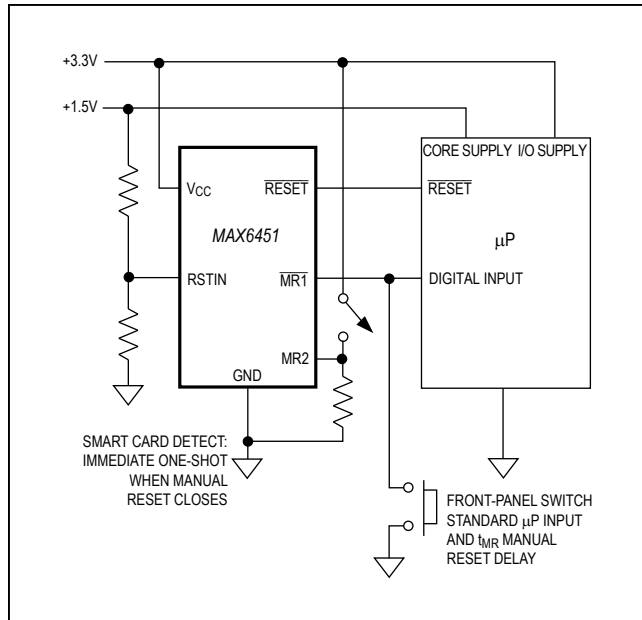 +3.3V
+1.5V
CORE SUPPLY I/O SUPPLY
VCC
RESET
RESET
MAX6451
μP
RSTIN
MR1
DIGITAL INPUT
MR2
GND
SMART CARD DETECT:
IMMEDIATE ONE-SHOT
WHEN MANUAL
RESET CLOSES
FRONT-PANEL SWITCH
STANDARD μP INPUT
AND tMR MANUAL
RESET DELAY